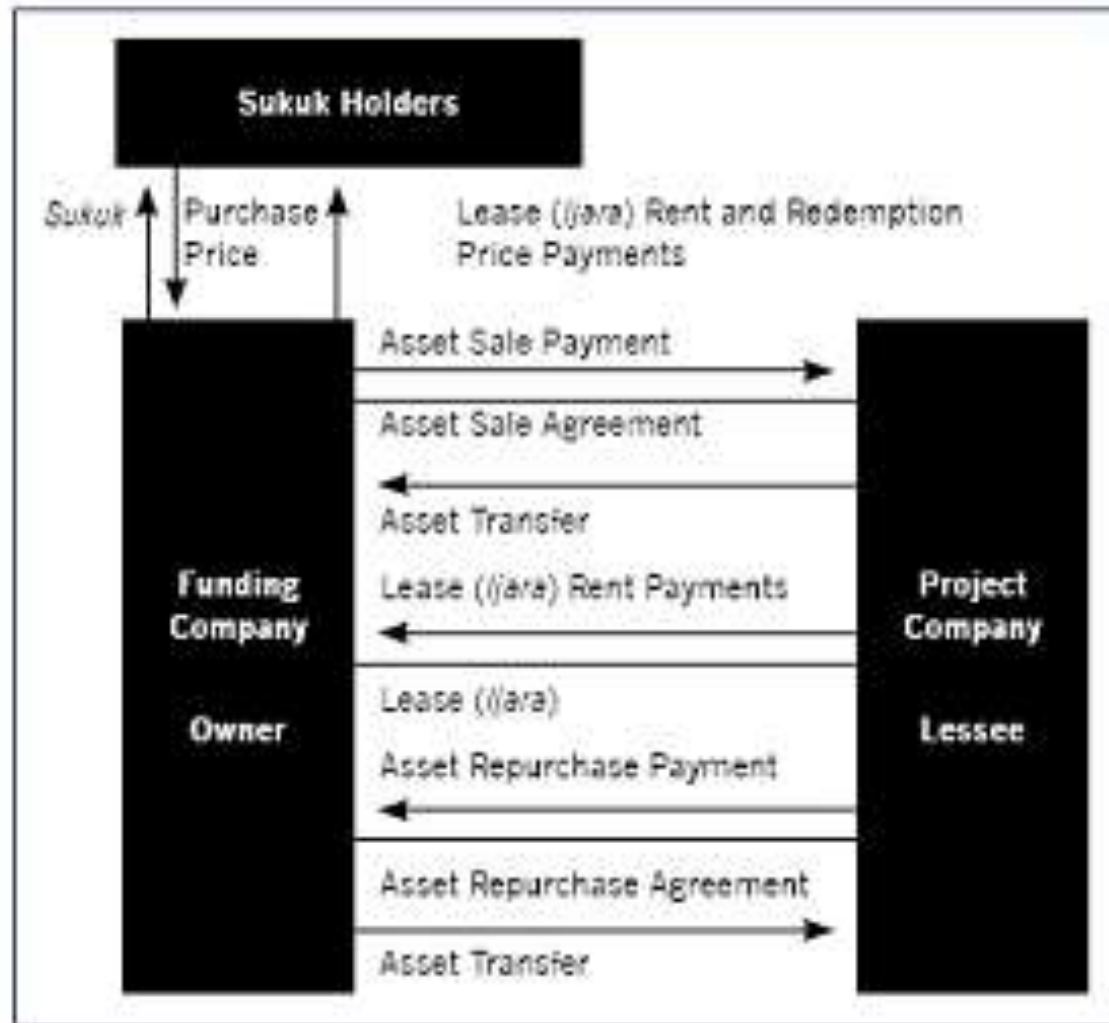 Sukuk Holders
Sukuk
Purchase
Price
Lease (ijara) Rent and Redemption
Price Payments
Asset Sale Payment
Asset Sale Agreement
Asset Transfer
Lease (ijara) Rent Payments
Lease (ijara)
Asset Repurchase Payment
Asset Repurchase Agreement
Asset Transfer
Funding
Company
Owner
Project
Company
Lessee